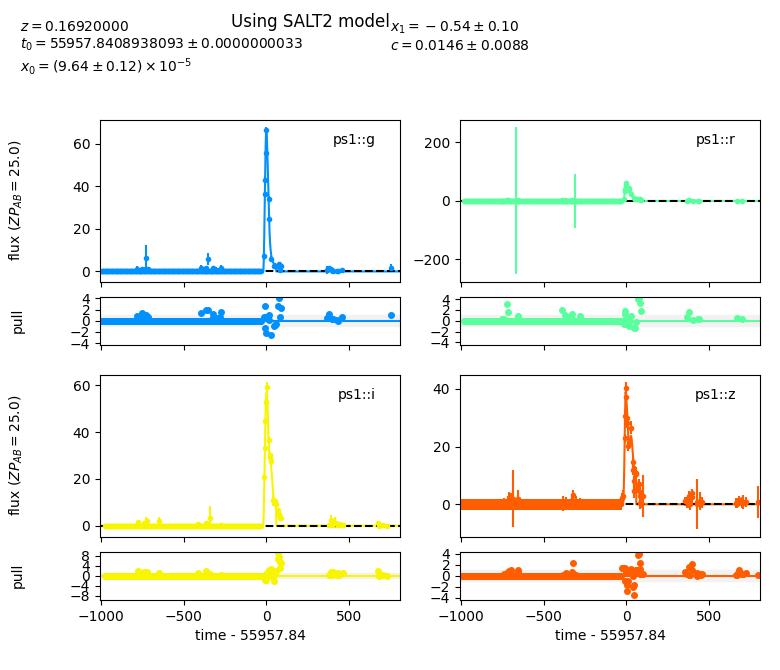 Using SALT2 model
z = 0.16920000
x₁ = −0.54 ± 0.10
t₀ = 55957.8408938093 ± 0.0000000033
c = 0.0146 ± 0.0088
x₀ = (9.64 ± 0.12) × 10⁻⁵
ps1::g
60
40
20
0
flux (ZP_AB = 25.0)
ps1::r
200
0
−200
4
2
0
−2
−4
pull
4
2
0
−2
−4
ps1::i
60
40
20
0
flux (ZP_AB = 25.0)
ps1::z
40
20
0
8
4
0
−4
−8
pull
4
2
0
−2
−4
−1000 −500 0 500
−1000 −500 0 500
time - 55957.84
time - 55957.84